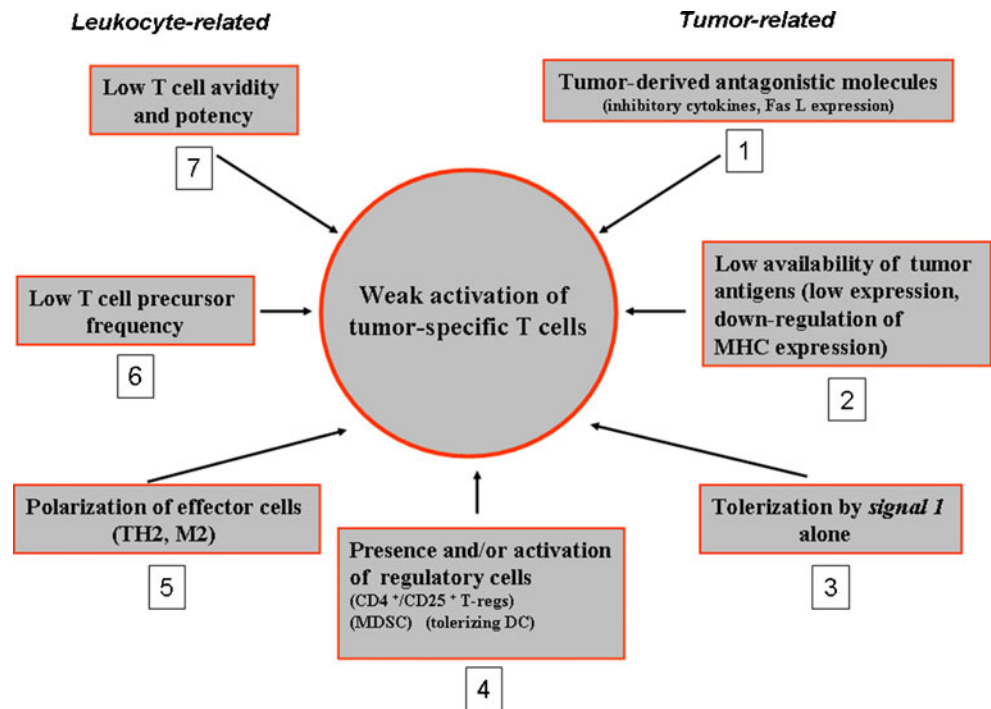 Leukocyte-related
Tumor-related
Low T cell avidity
and potency
7
Tumor-derived antagonistic molecules
(inhibitory cytokines, Fas L expression)
1
Weak activation of
tumor-specific T cells
Low availability of tumor
antigens (low expression,
down-regulation of
MHC expression)
2
Low T cell precursor
frequency
6
Polarization of effector cells
(TH2, M2)
5
Presence and/or activation
of regulatory cells
(CD4 +/CD25 + T-regs)
(MDSC) (tolerizing DC)
4
Tolerization by signal 1
alone
3